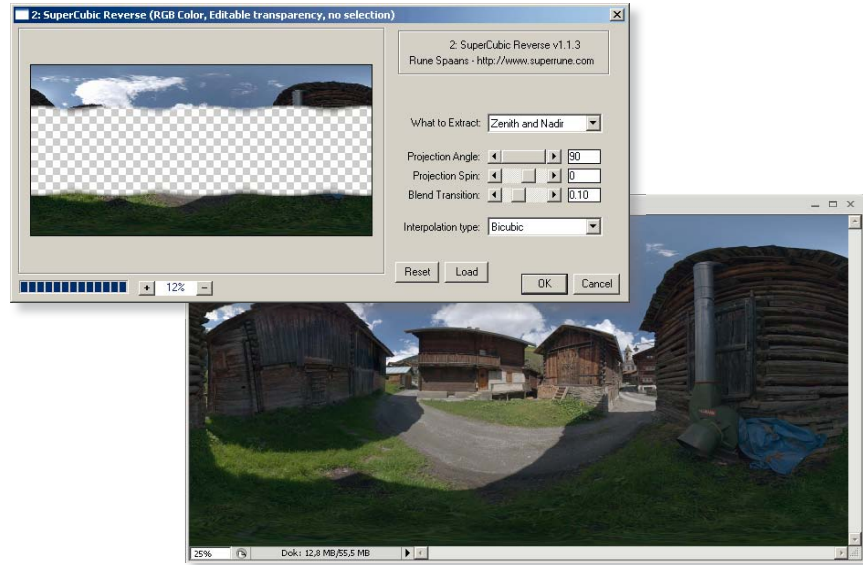 2: SuperCubic Reverse (RGB Color, Editable transparency, no selection)
2: SuperCubic Reverse v1.1.3
Rune Spaans - http://www.superrune.com
What to Extract: Zenith and Nadir
Projection Angle: 90
Projection Spin: 0
Blend Transition: 0.10
Interpolation type: Bicubic
Reset Load
OK Cancel
+ 12% -
25% Dok: 12,8 MB/55,5 MB